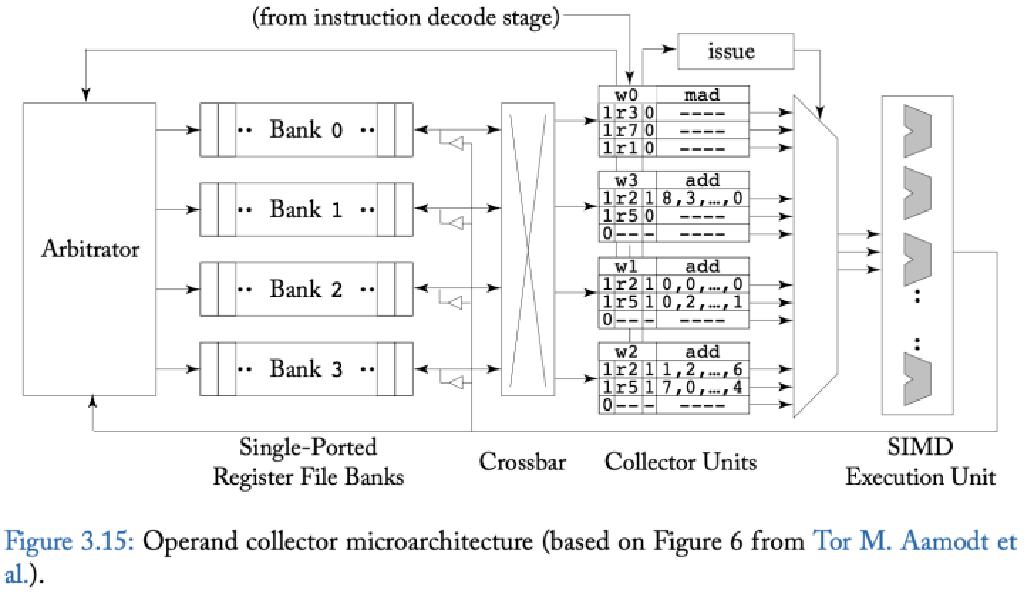 (from instruction decode stage)
issue
Arbitrator
·· Bank 0 ··
·· Bank 1 ··
·· Bank 2 ··
·· Bank 3 ··
w0 mad
1 r3 0 ----
1 r7 0 ----
1 r1 0 ----
w3 add
1 r2 1 8,3,…,0
1 r5 0 ----
0 -- - ----
w1 add
1 r2 1 0,0,…,0
1 r5 1 0,2,…,1
0 -- - ----
w2 add
1 r2 1 1,2,…,6
1 r5 1 7,0,…,4
0 -- - ----
Single-Ported
Register File Banks
Crossbar
Collector Units
SIMD
Execution Unit
Figure 3.15: Operand collector microarchitecture (based on Figure 6 from Tor M. Aamodt et
al.).